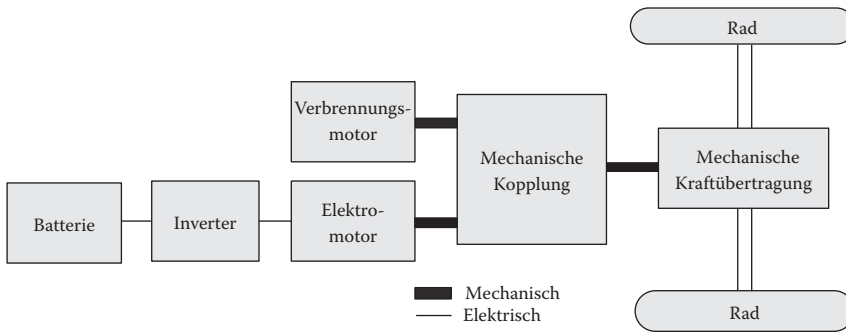 Rad
Verbrennungs-
motor
Mechanische
Kopplung
Mechanische
Kraftübertragung
Batterie
Inverter
Elektro-
motor
Mechanisch
Elektrisch
Rad